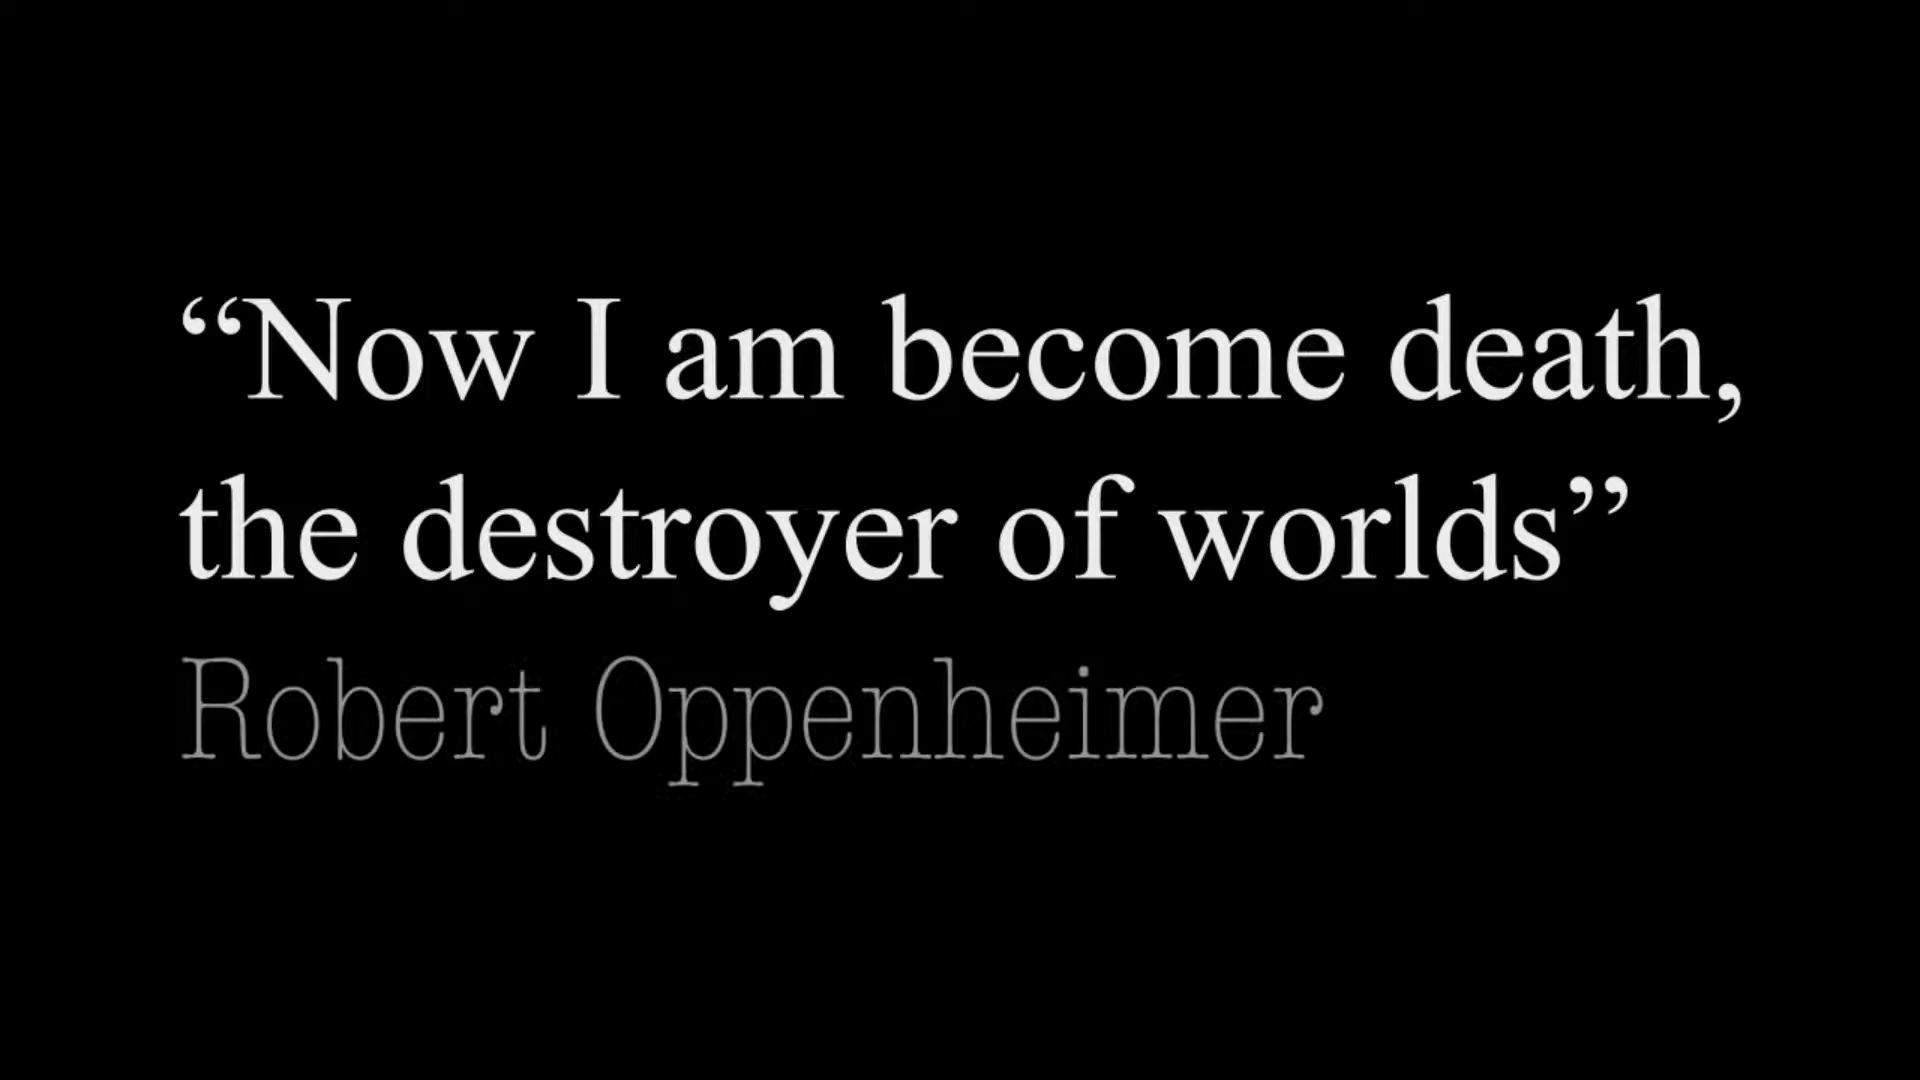 “Now I am become death,
the destroyer of worlds”
Robert Oppenheimer